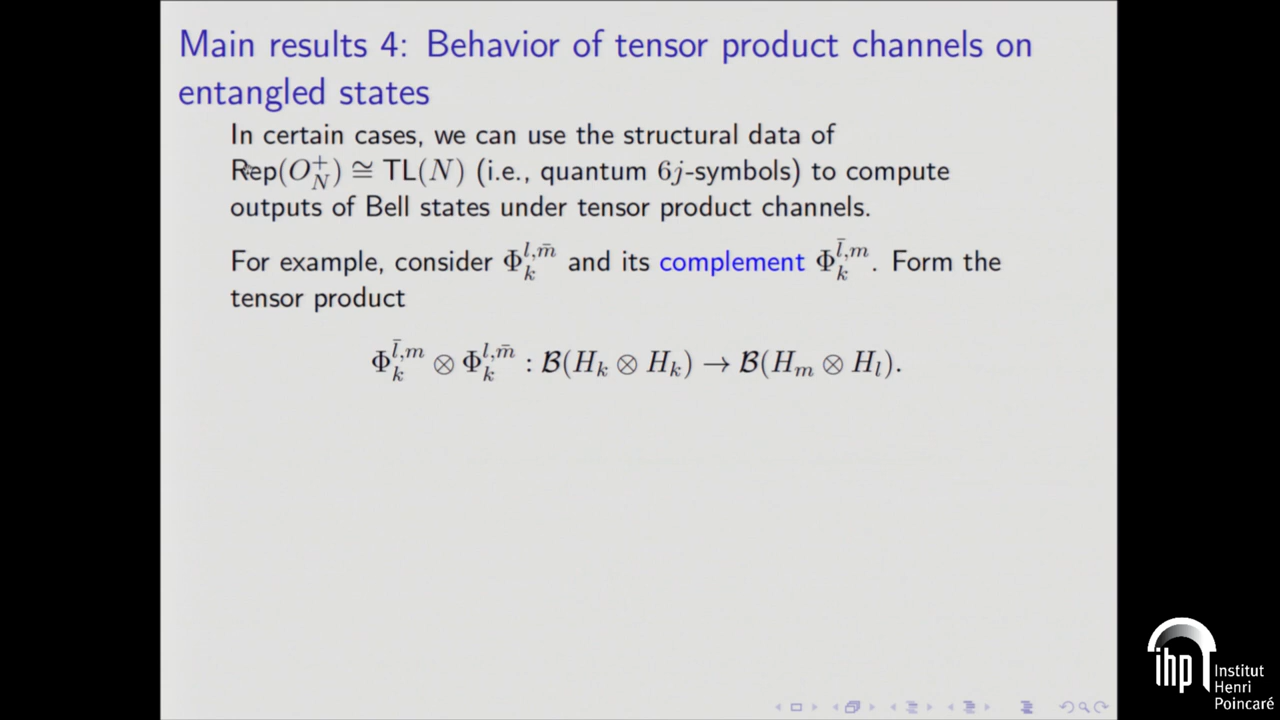 Main results 4: Behavior of tensor product channels on
entangled states
In certain cases, we can use the structural data of
Rep(O_N^+) ≅ TL(N) (i.e., quantum 6j-symbols) to compute
outputs of Bell states under tensor product channels.
For example, consider Φ_k^{l,m̄} and its complement Φ_k^{l̄,m}. Form the
tensor product
Φ_k^{l̄,m} ⊗ Φ_k^{l,m̄} : ℬ(H_k ⊗ H_k) → ℬ(H_m ⊗ H_l).
ihp
Institut
Henri
Poincaré